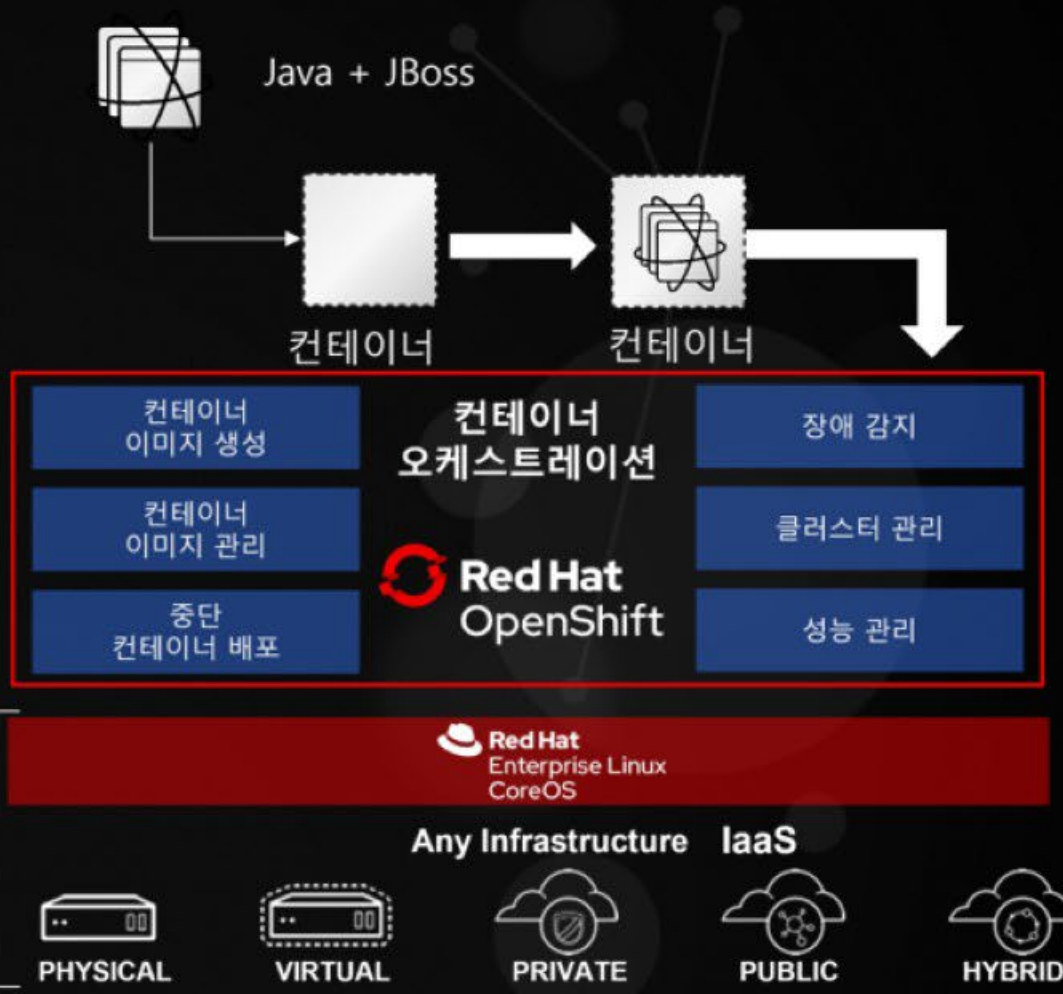 Java + JBoss
컨테이너
컨테이너
컨테이너
이미지 생성
컨테이너
이미지 관리
중단
컨테이너 배포
컨테이너
오케스트레이션
Red Hat
OpenShift
장애 감지
클러스터 관리
성능 관리
Red Hat
Enterprise Linux
CoreOS
Any Infrastructure IaaS
PHYSICAL
VIRTUAL
PRIVATE
PUBLIC
HYBRID